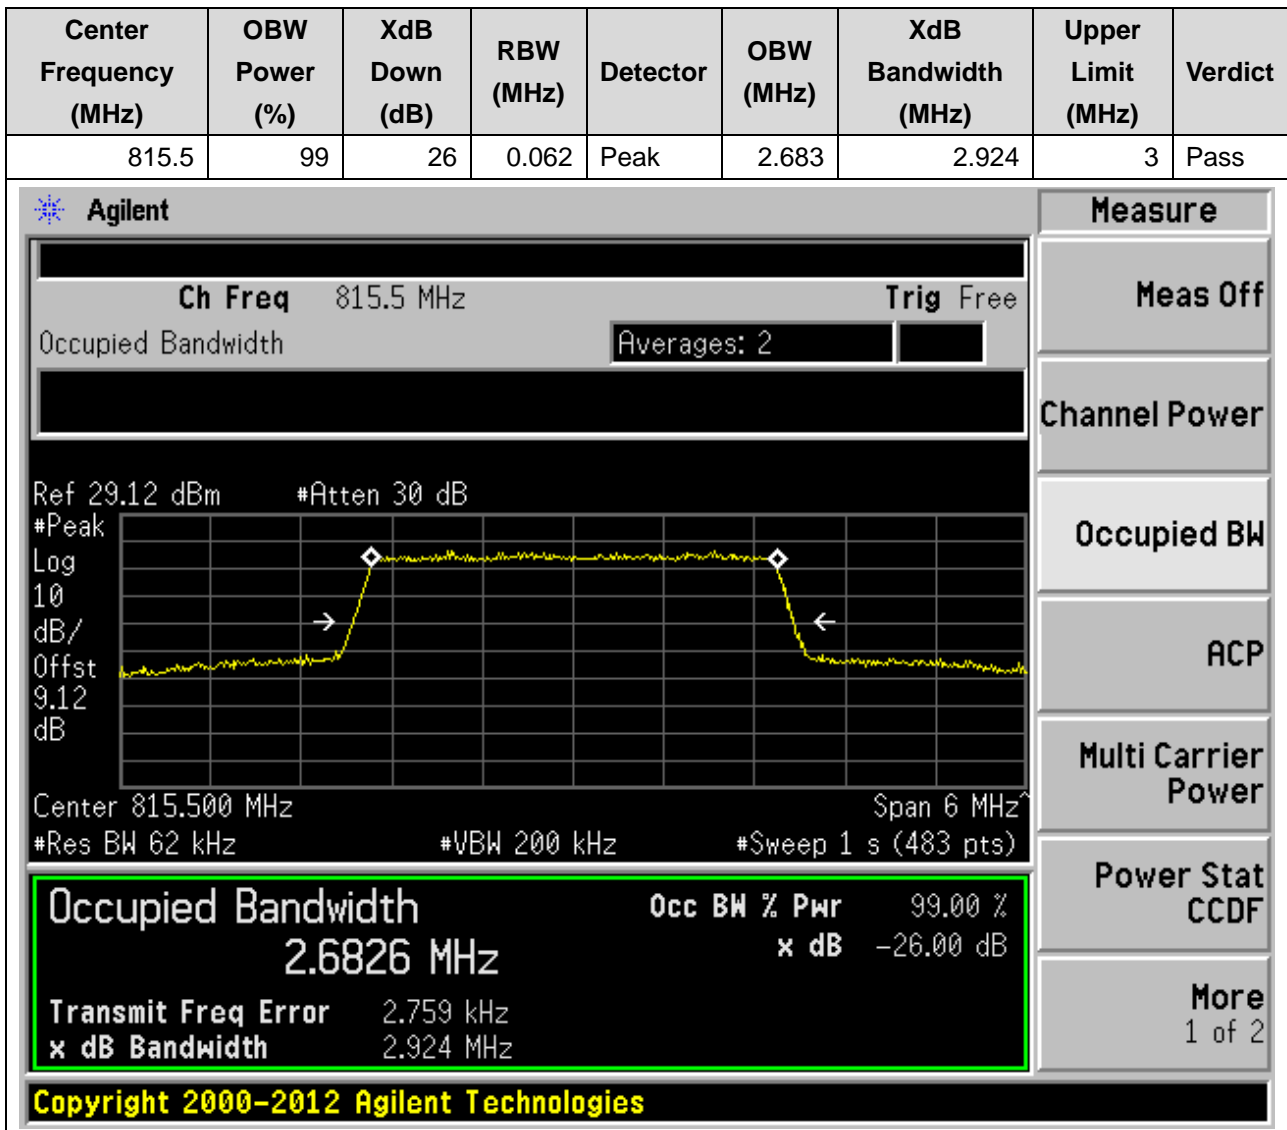 Center Frequency (MHz) OBW Power (%) XdB Down (dB) RBW (MHz) Detector OBW (MHz) XdB Bandwidth (MHz) Upper Limit (MHz) Verdict
815.5 99 26 0.062 Peak 2.683 2.924 3 Pass
Agilent Measure
Ch Freq 815.5 MHz Trig Free
Meas Off
Occupied Bandwidth Averages: 2
Channel Power
Ref 29.12 dBm #Atten 30 dB
#Peak
Log
10
dB/
Offst
9.12
dB
Occupied BW
ACP
Multi Carrier
Power
Center 815.500 MHz Span 6 MHz^
#Res BW 62 kHz #VBW 200 kHz #Sweep 1 s (483 pts)
Power Stat
CCDF
Occupied Bandwidth Occ BW % Pwr 99.00 %
2.6826 MHz x dB -26.00 dB
Transmit Freq Error 2.759 kHz
x dB Bandwidth 2.924 MHz
More
1 of 2
Copyright 2000-2012 Agilent Technologies